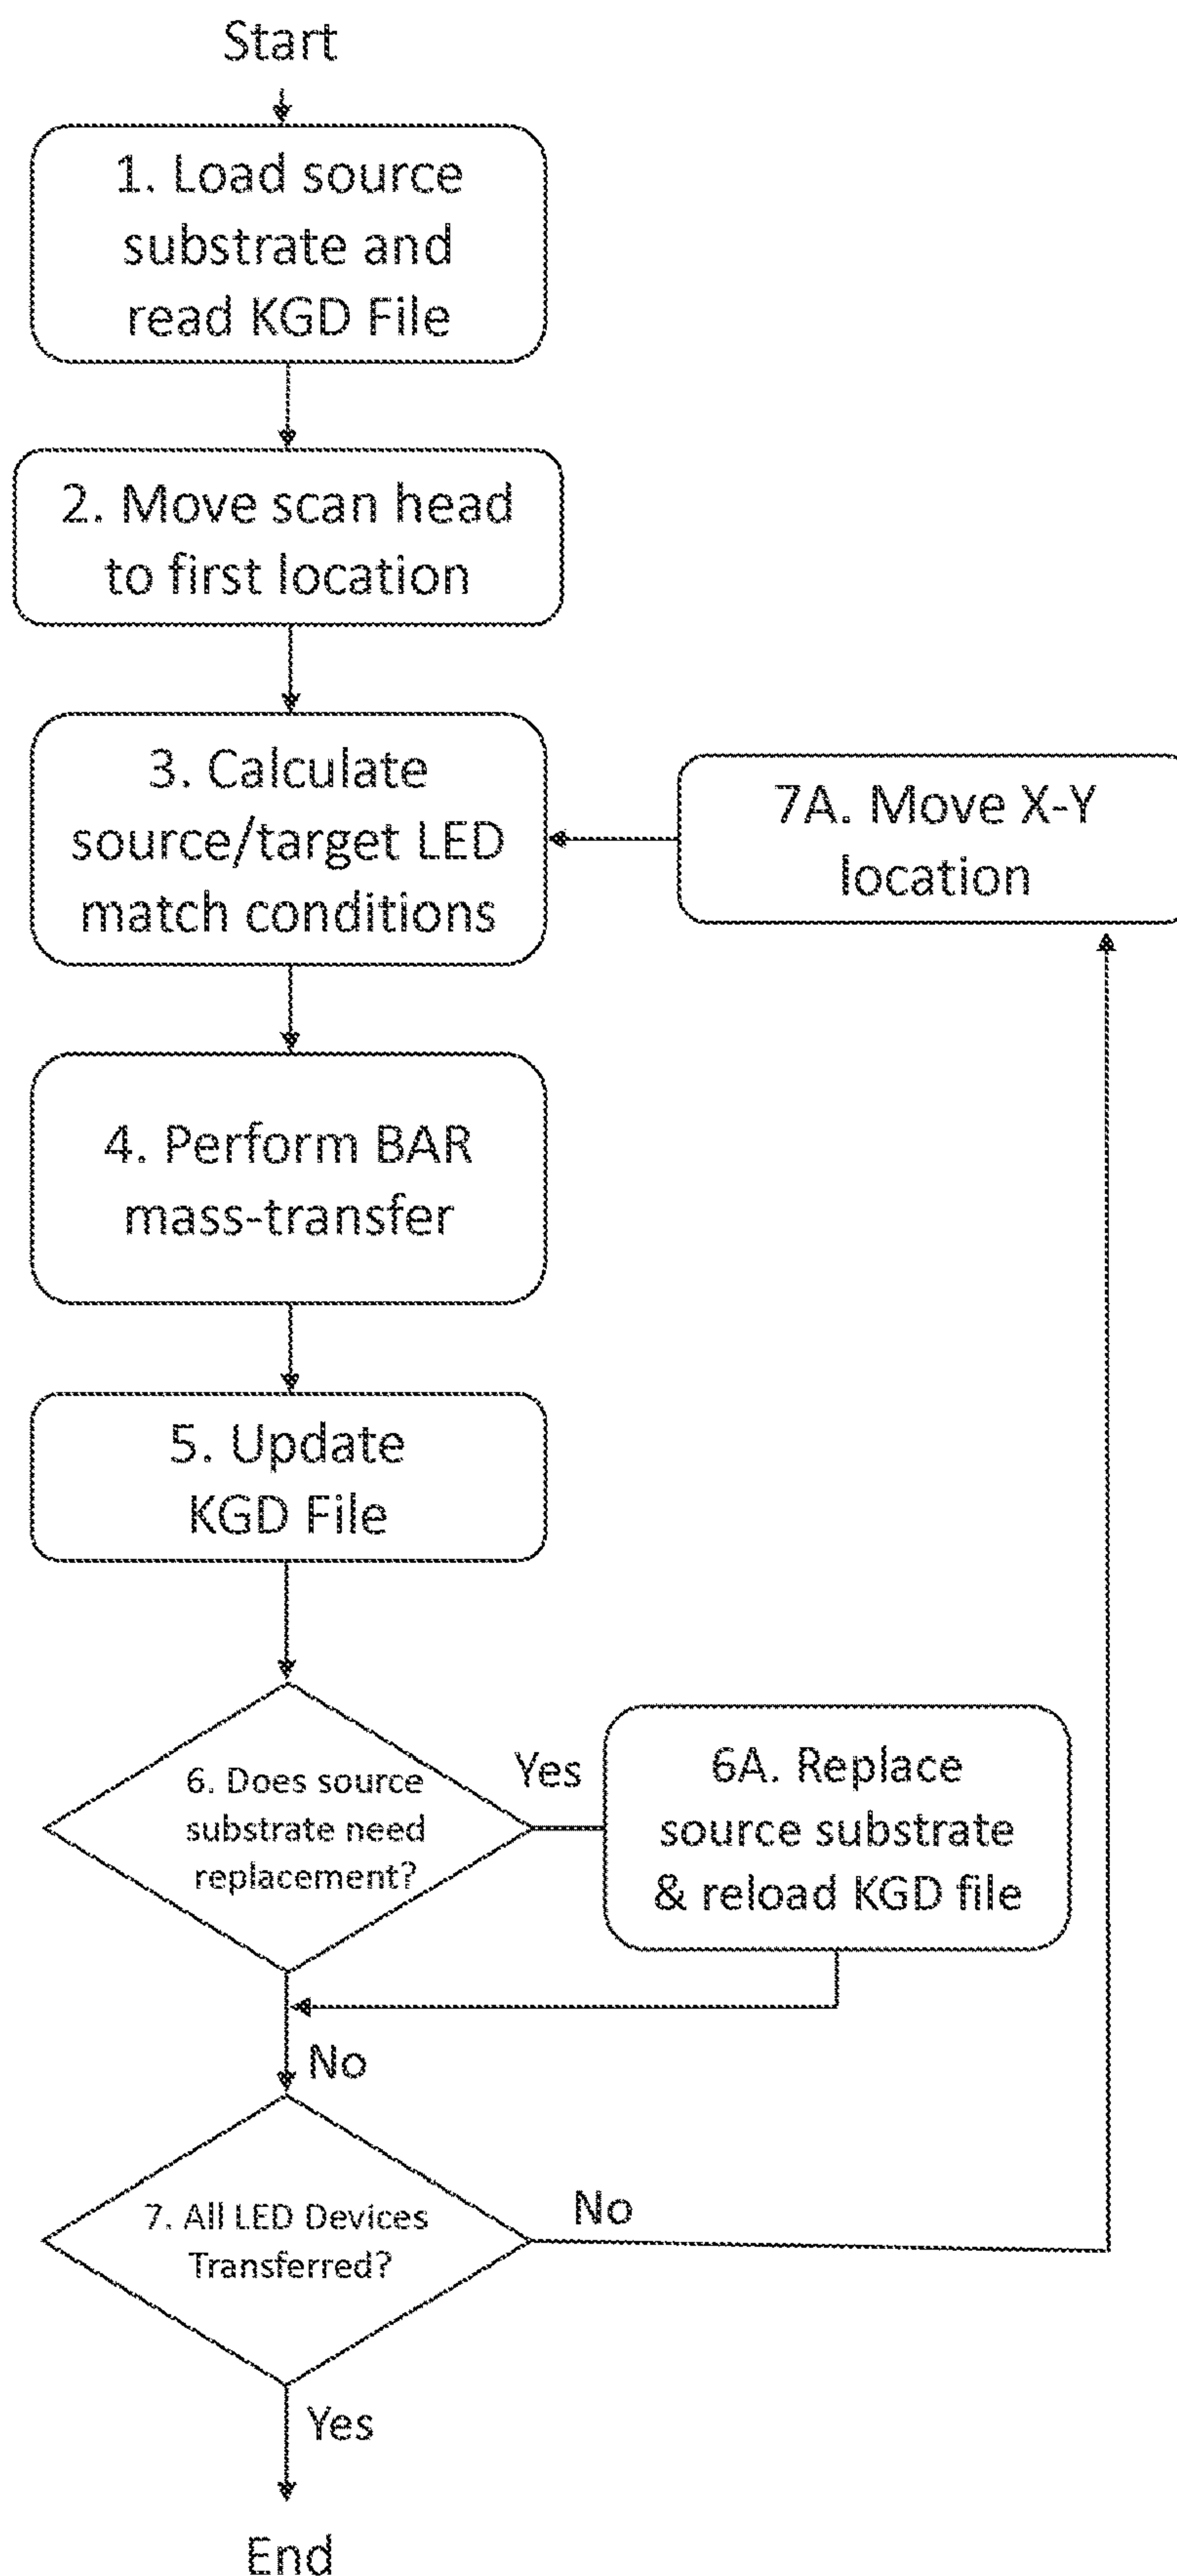 Start
1. Load source
substrate and
read KGD File
2. Move scan head
to first location
3. Calculate
source/target LED
match conditions
7A. Move X-Y
location
4. Perform BAR
mass-transfer
5. Update
KGD File
6. Does source
substrate need
replacement?
Yes
6A. Replace
source substrate
& reload KGD file
No
7. All LED Devices
Transferred?
No
Yes
End